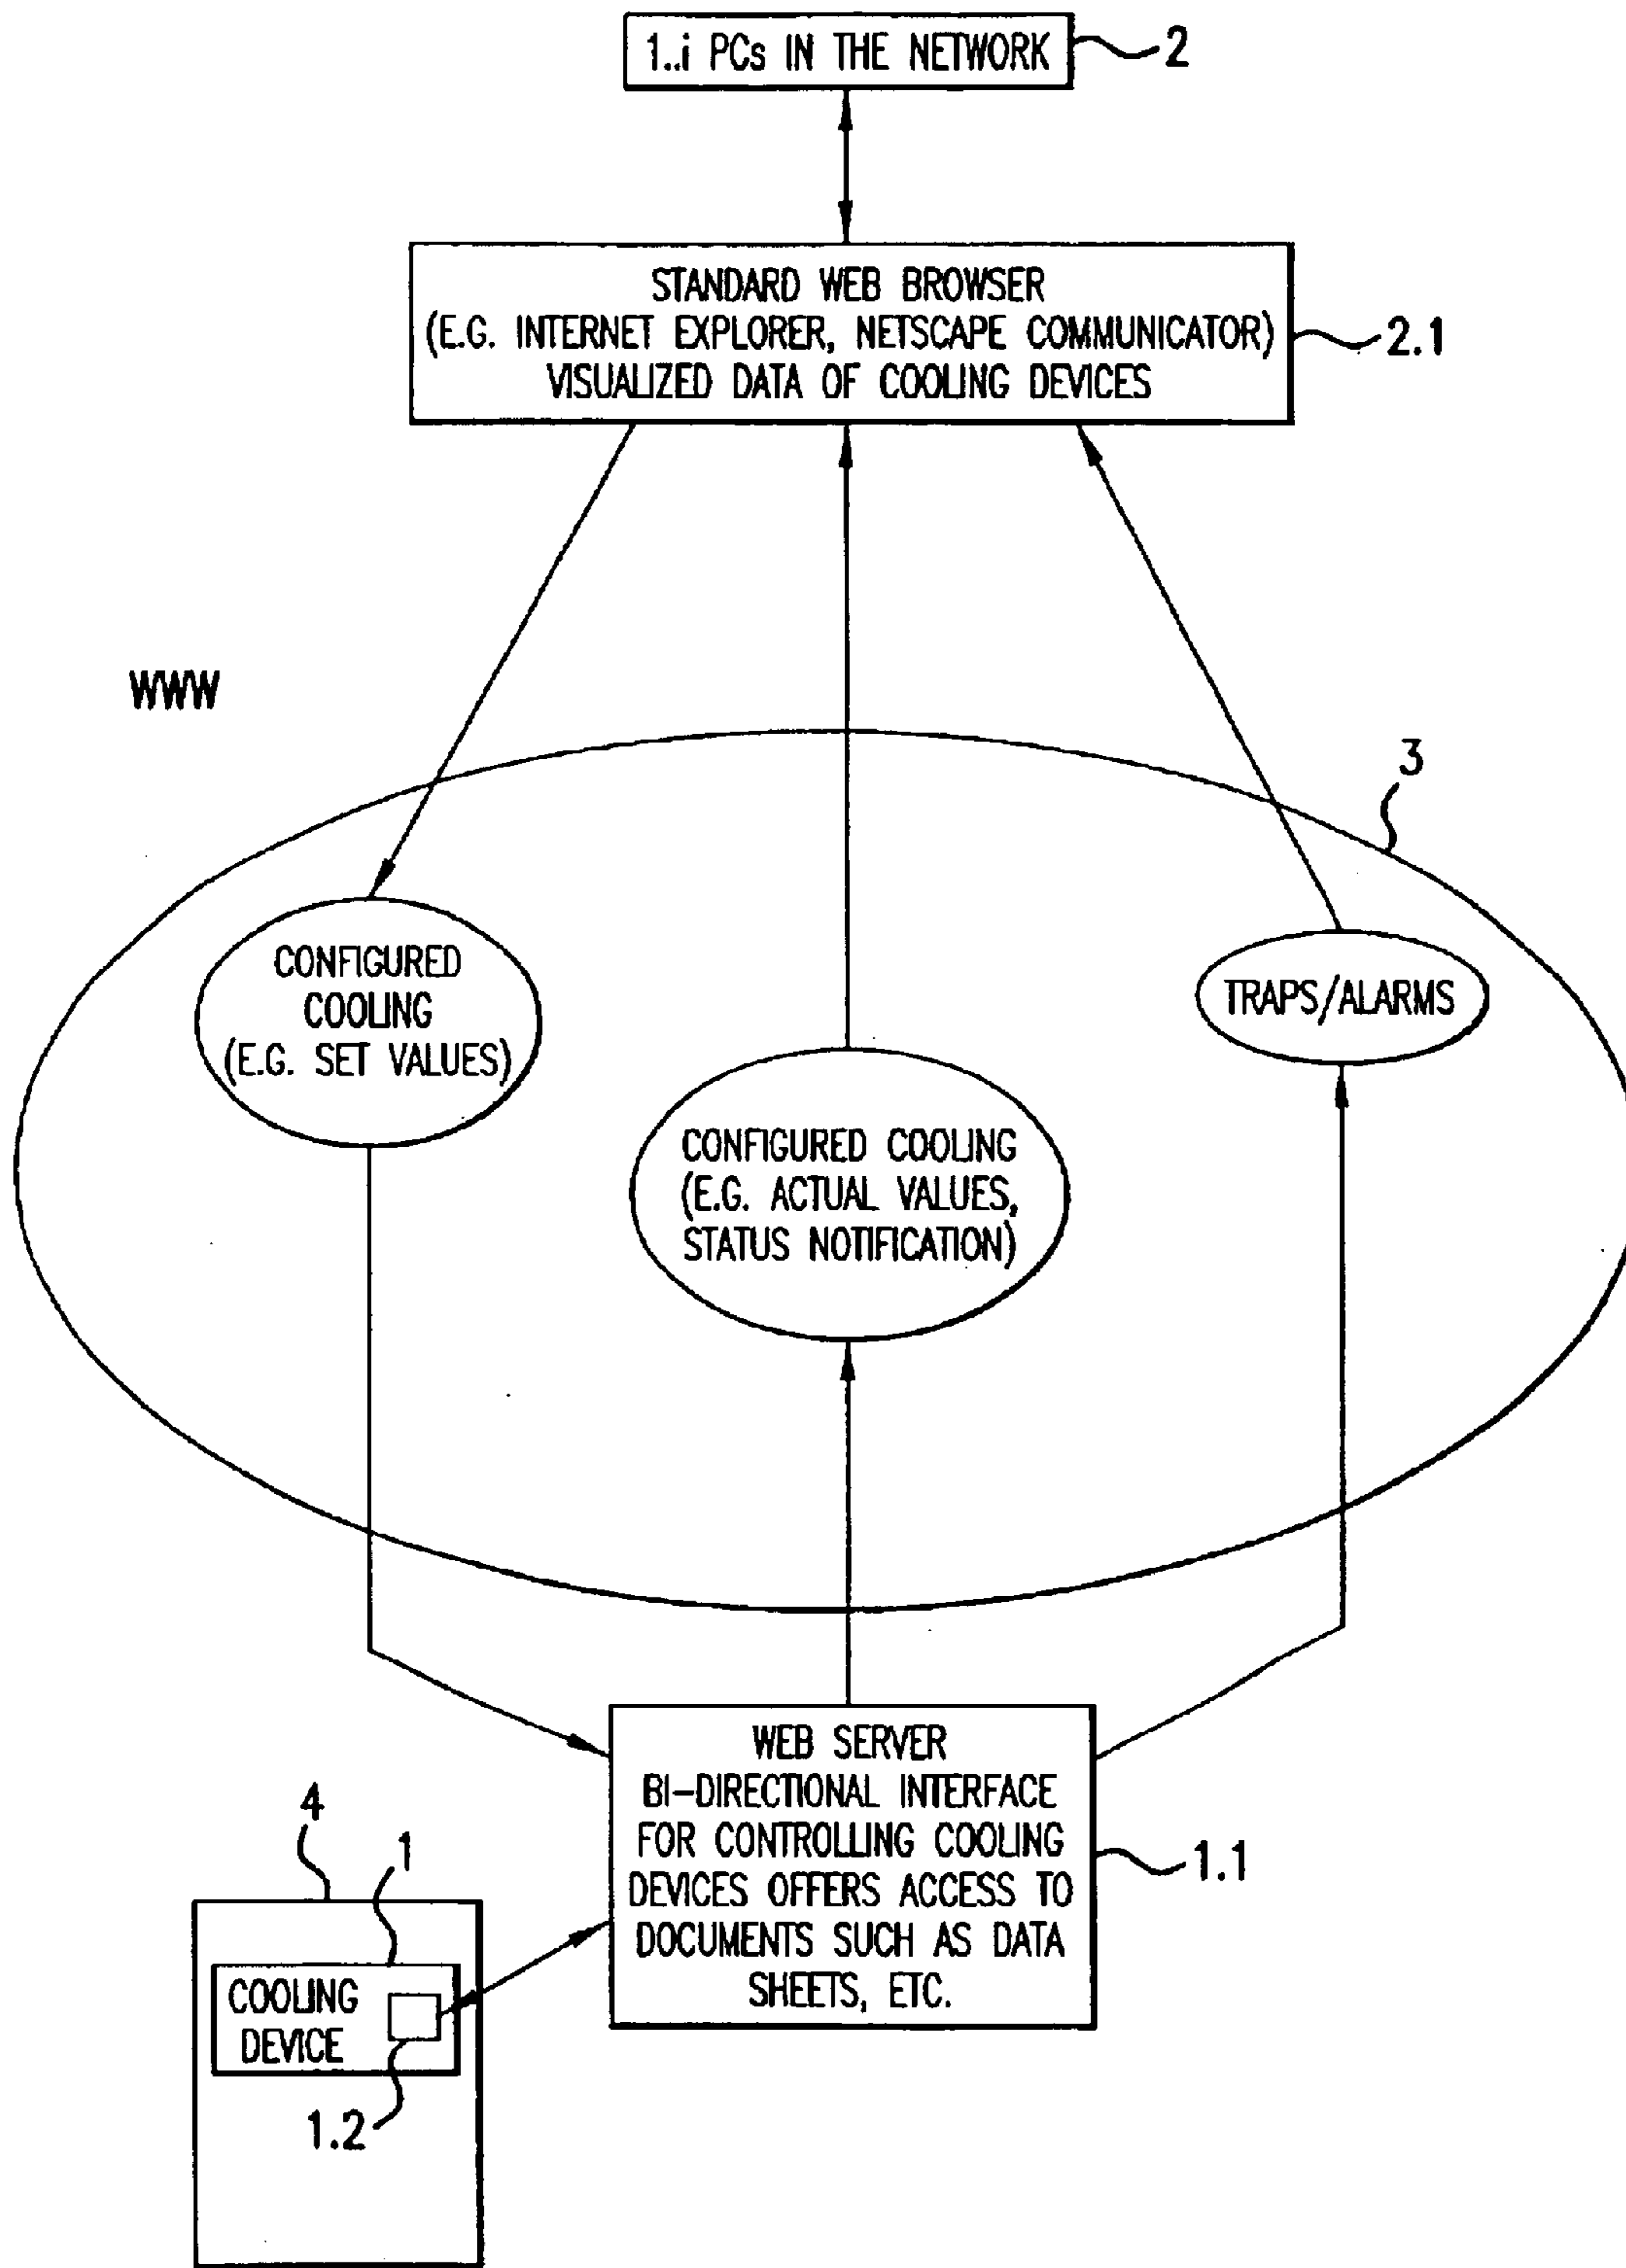 1..i PCs IN THE NETWORK
2
STANDARD WEB BROWSER
(E.G. INTERNET EXPLORER, NETSCAPE COMMUNICATOR)
VISUALIZED DATA OF COOLING DEVICES
2.1
WWW
3
CONFIGURED
COOLING
(E.G. SET VALUES)
TRAPS/ALARMS
CONFIGURED COOLING
(E.G. ACTUAL VALUES,
STATUS NOTIFICATION)
WEB SERVER
BI-DIRECTIONAL INTERFACE
FOR CONTROLLING COOLING
DEVICES OFFERS ACCESS TO
DOCUMENTS SUCH AS DATA
SHEETS, ETC.
1.1
4
1
COOLING
DEVICE
1.2